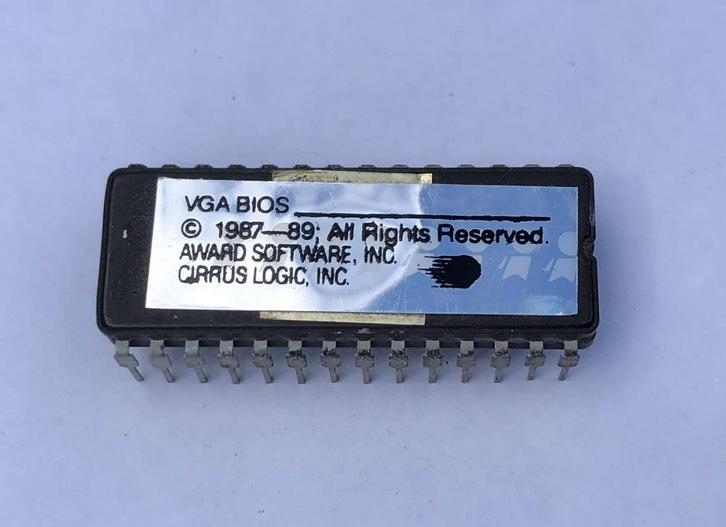 VGA BIOS
© 1987—89, All Rights Reserved.
AWARD SOFTWARE, INC.
CIRRUS LOGIC, INC.